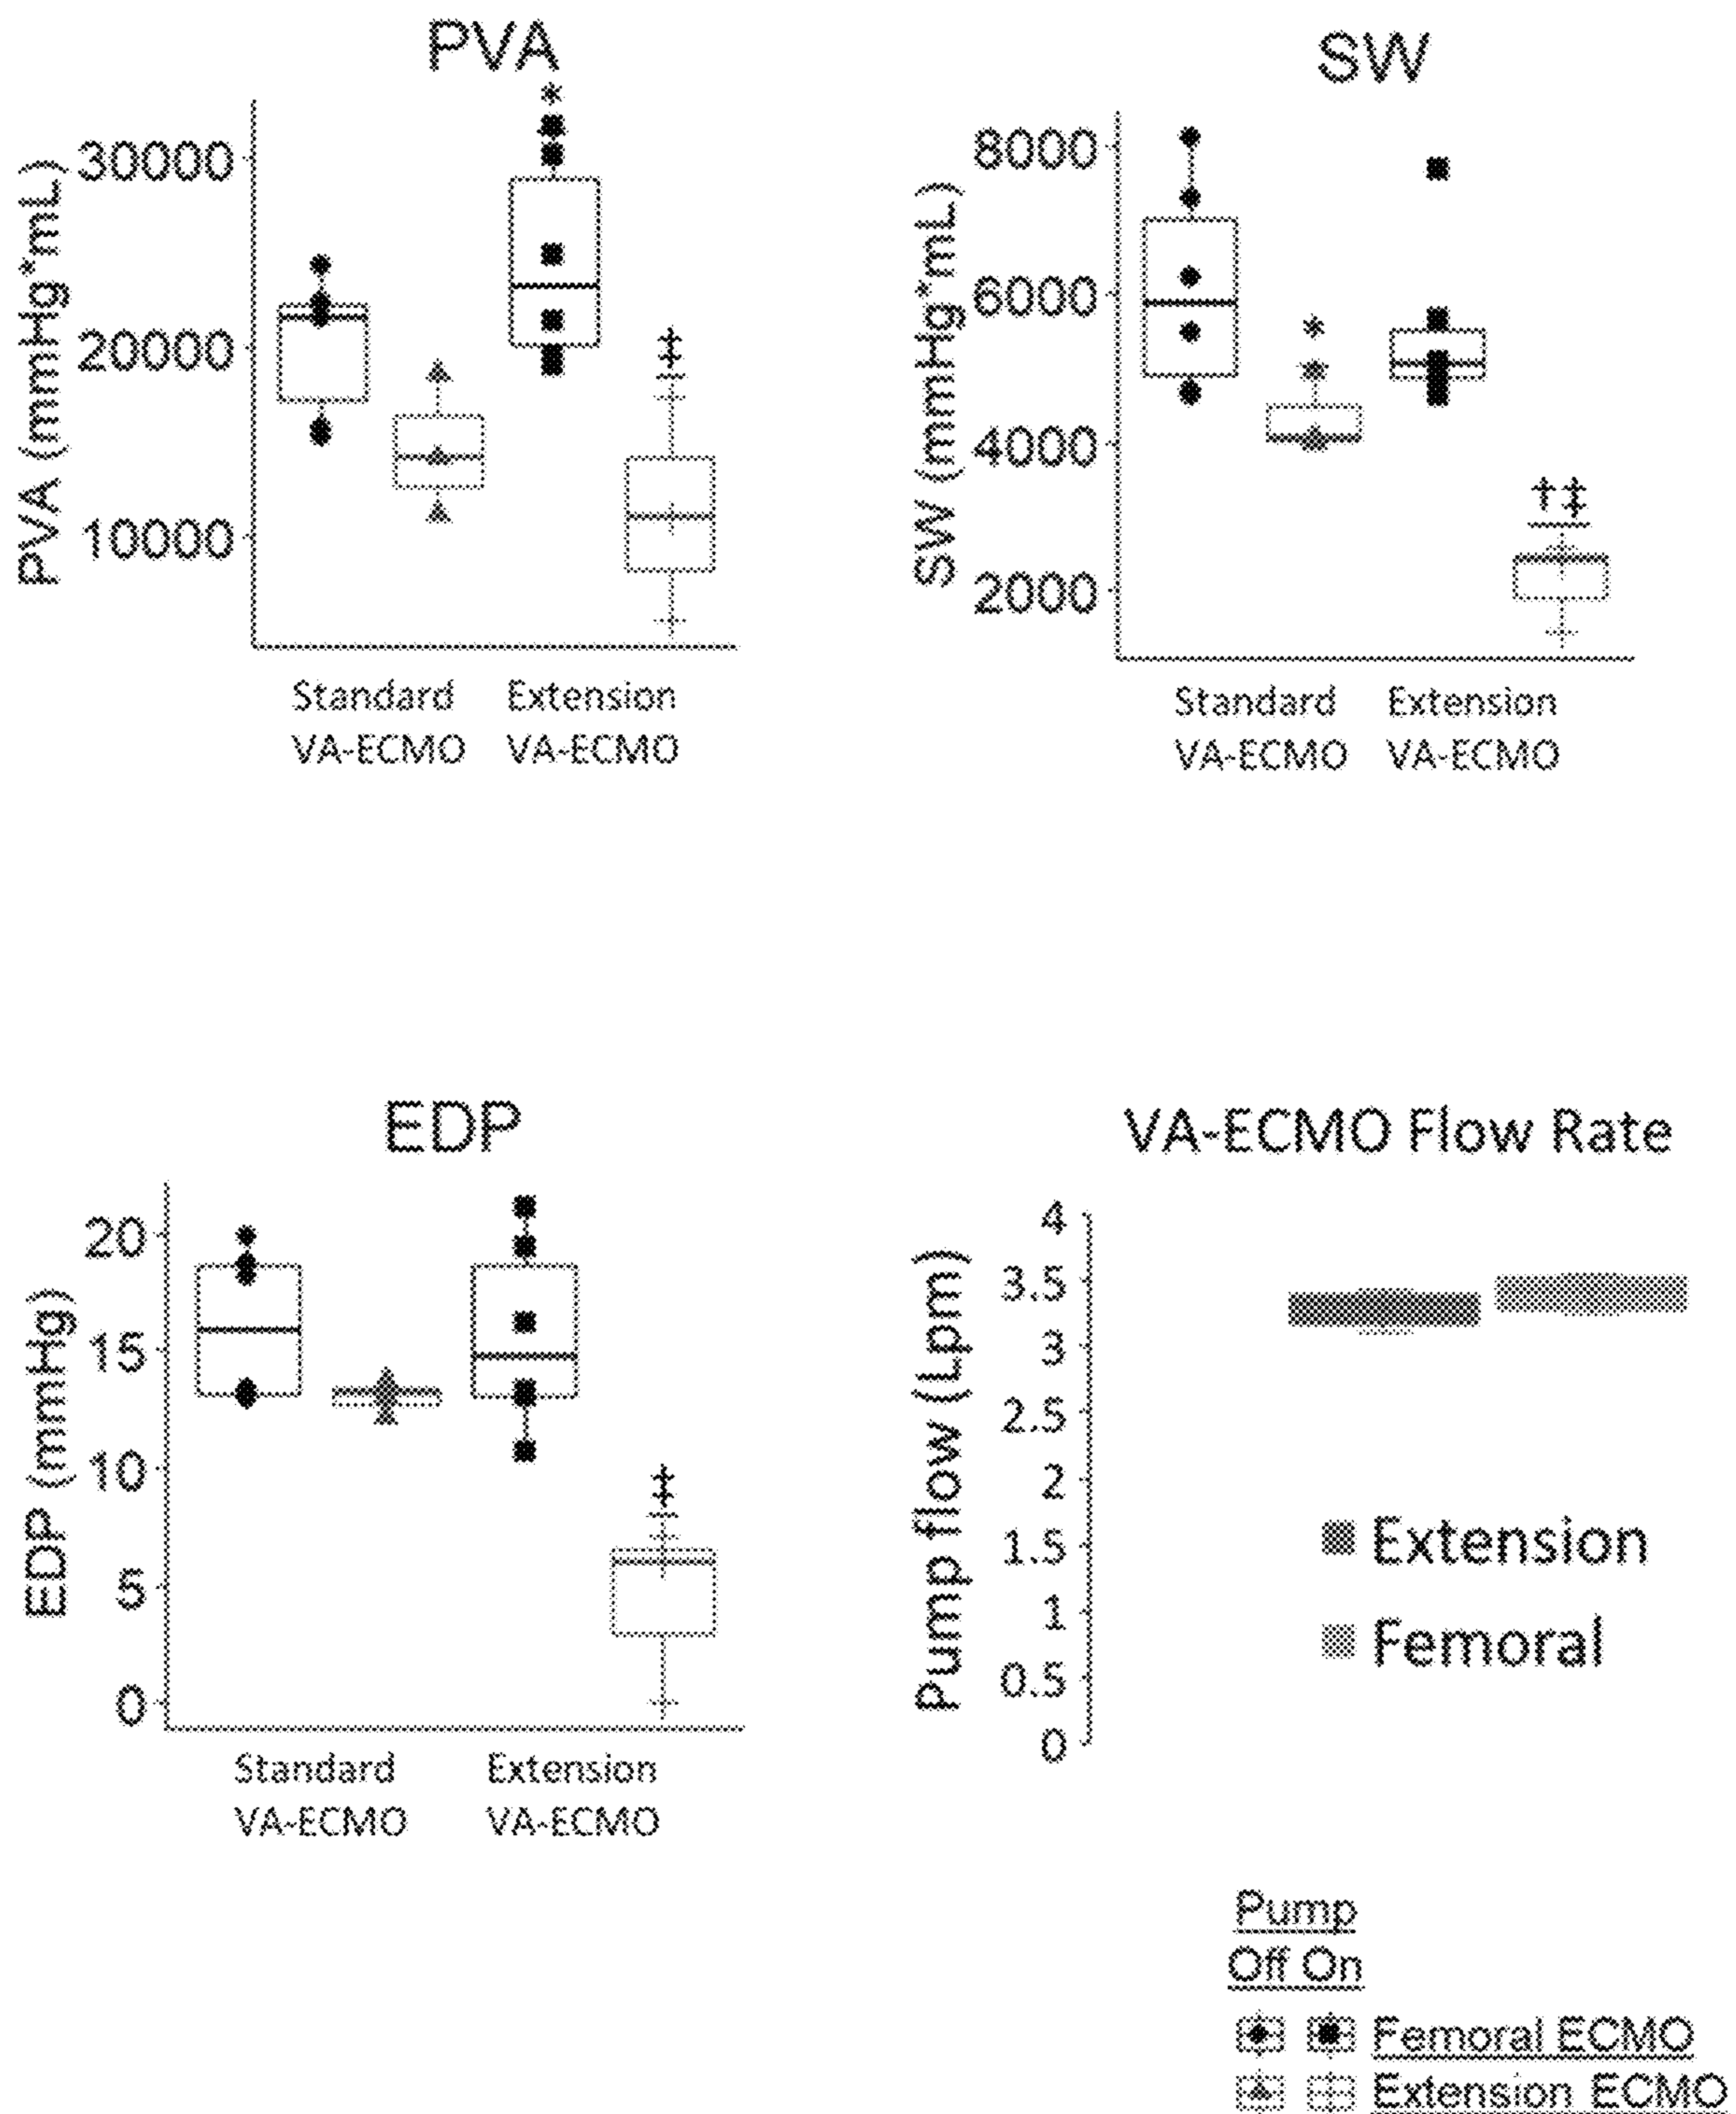 PVA
*
PVA (mmHg*mL)
30000
20000
10000
‡
Standard
VA-ECMO
Extension
VA-ECMO
SW
SW (mmHg*mL)
8000
6000
4000
2000
*
†‡
Standard
VA-ECMO
Extension
VA-ECMO
EDP
EDP (mmHg)
20
15
10
5
0
‡
Standard
VA-ECMO
Extension
VA-ECMO
VA-ECMO Flow Rate
Pump flow (Lpm)
4
3.5
3
2.5
2
1.5
1
0.5
0
Extension
Femoral
Pump
Off On
Femoral ECMO
Extension ECMO